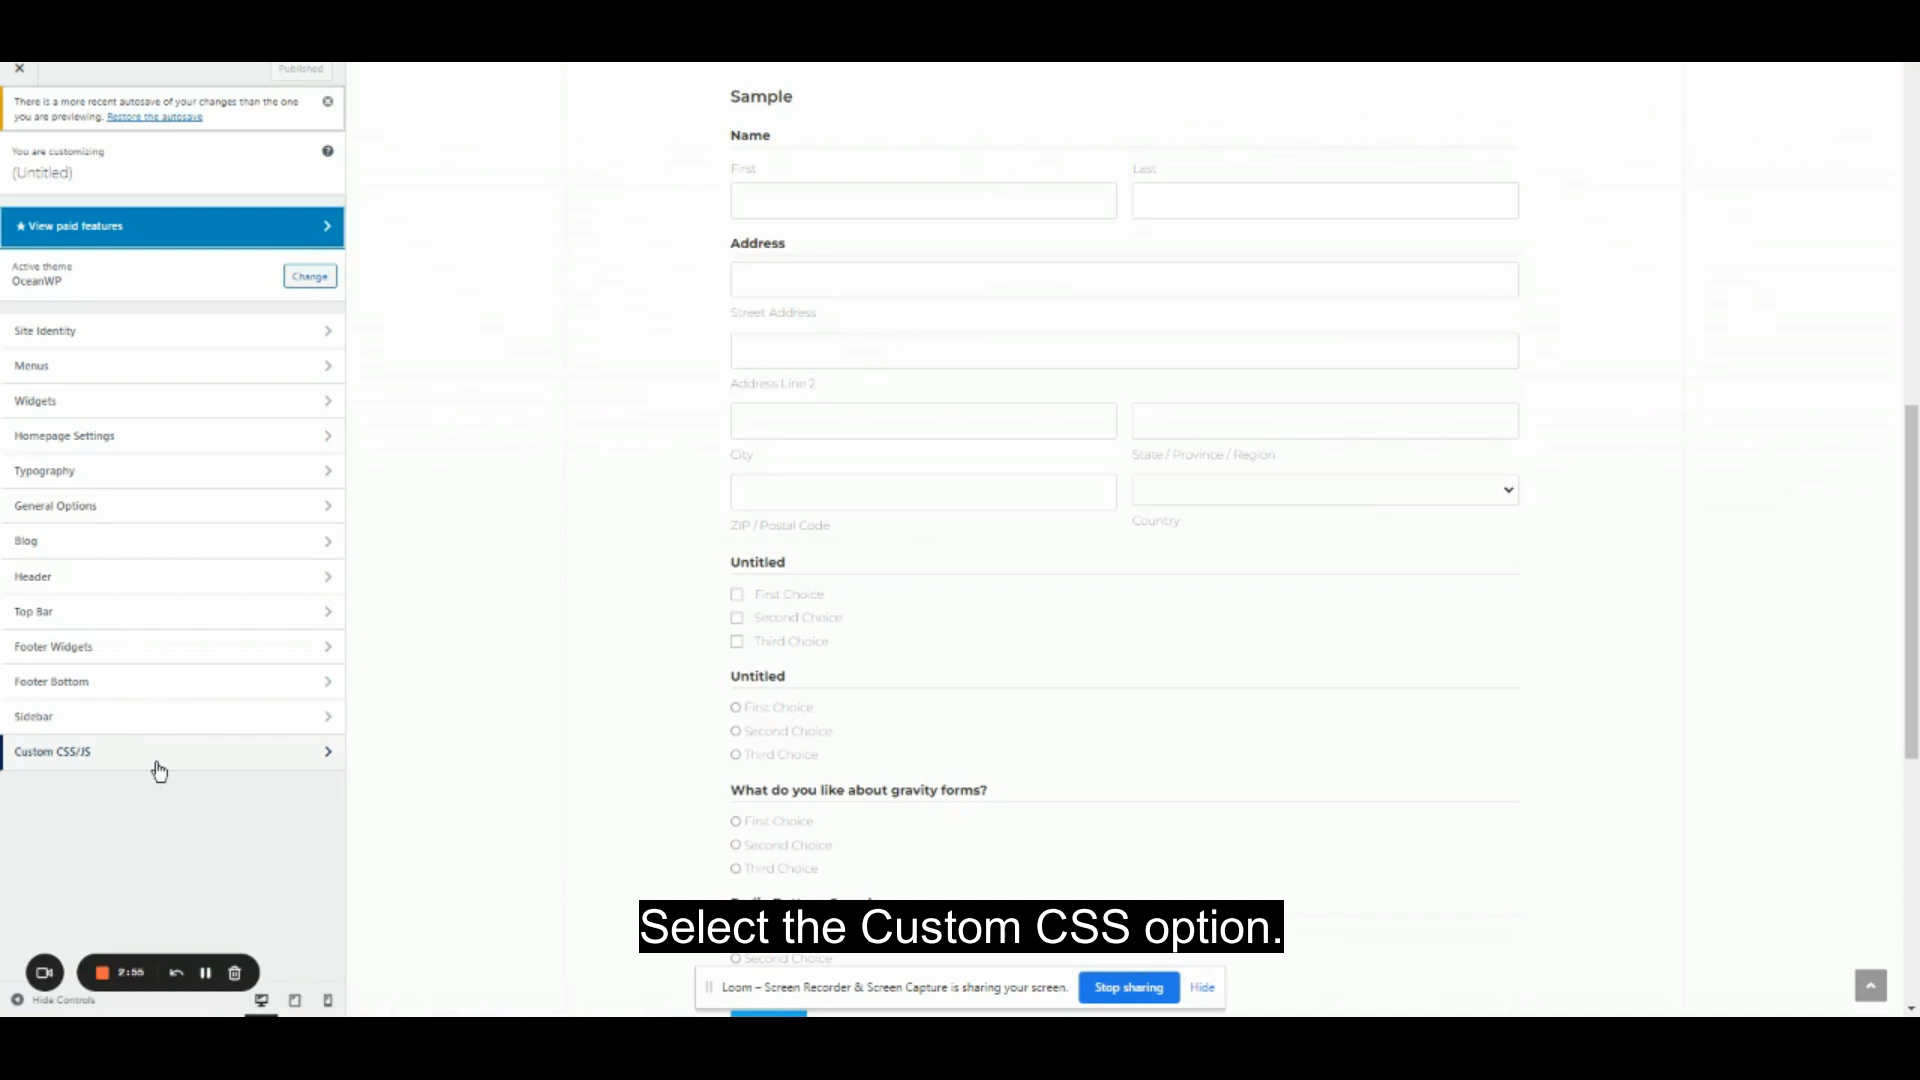 Published
There is a more recent autosave of your changes than the one
you are previewing. Restore the autosave
You are customizing
(Untitled)
★ View paid features
Active theme
OceanWP
Change
Site Identity
Menus
Widgets
Homepage Settings
Typography
General Options
Blog
Header
Top Bar
Footer Widgets
Footer Bottom
Sidebar
Custom CSS/JS
2:55
Hide Controls
Sample
Name
First
Last
Address
Street Address
Address Line 2
City
State / Province / Region
ZIP / Postal Code
Country
Untitled
First Choice
Second Choice
Third Choice
Untitled
First Choice
Second Choice
Third Choice
What do you like about gravity forms?
First Choice
Second Choice
Third Choice
Select the Custom CSS option.
Second Choice
Loom – Screen Recorder & Screen Capture is sharing your screen.
Stop sharing
Hide